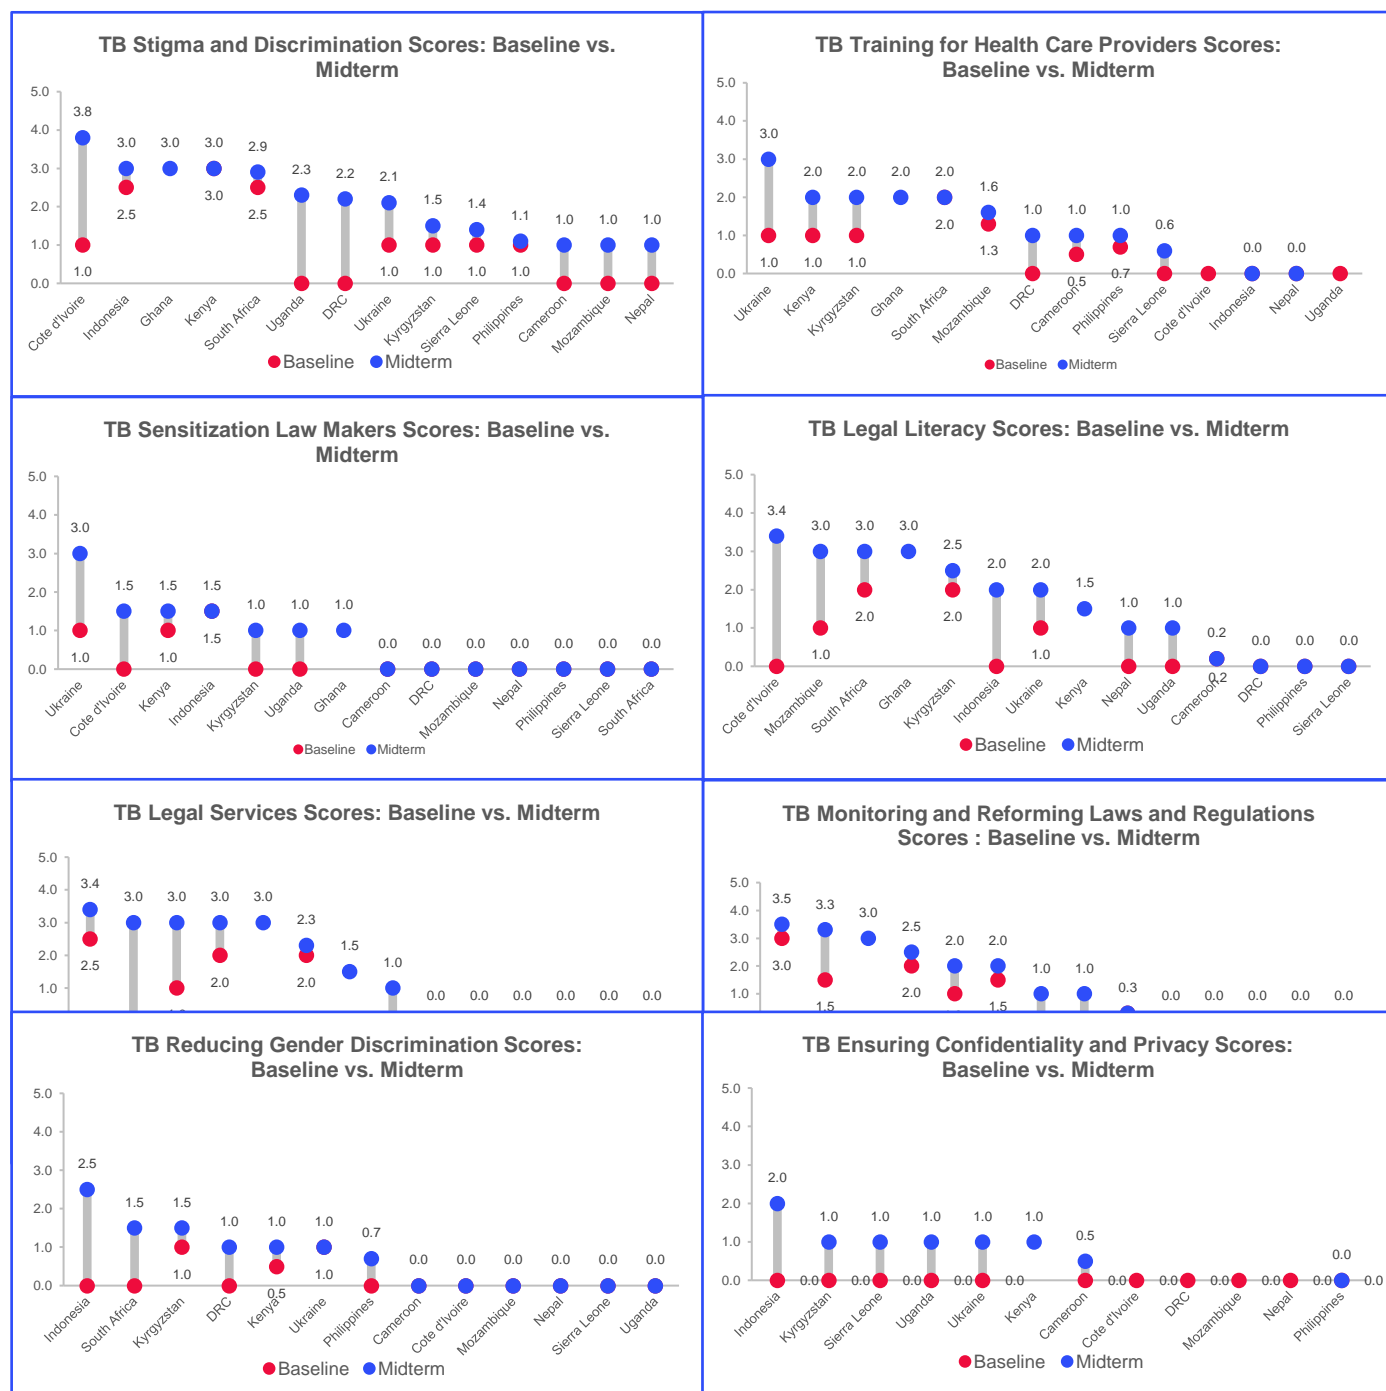 TB Stigma and Discrimination Scores: Baseline vs.
Midterm
5.0
4.0
3.0
2.0
1.0
0.0
3.8
3.0
3.0
3.0
2.9
2.3
2.2
2.1
1.5
1.4
1.1
1.0
1.0
1.0
1.0
2.5
3.0
2.5
1.0
1.0
1.0
1.0
Cote d'Ivoire
Indonesia
Ghana
Kenya
South Africa
Uganda
DRC
Ukraine
Kyrgyzstan
Sierra Leone
Philippines
Cameroon
Mozambique
Nepal
Baseline Midterm
TB Training for Health Care Providers Scores:
Baseline vs. Midterm
5.0
4.0
3.0
2.0
1.0
0.0
3.0
2.0
2.0
2.0
2.0
1.6
1.0
1.0
1.0
0.6
0.0
0.0
1.0
1.0
1.0
2.0
1.3
0.5
0.7
Ukraine
Kenya
Kyrgyzstan
Ghana
South Africa
Mozambique
DRC
Cameroon
Philippines
Sierra Leone
Cote d'Ivoire
Indonesia
Nepal
Uganda
Baseline Midterm
TB Sensitization Law Makers Scores: Baseline vs.
Midterm
5.0
4.0
3.0
2.0
1.0
0.0
3.0
1.5
1.5
1.5
1.0
1.0
1.0
0.0
0.0
0.0
0.0
0.0
0.0
0.0
1.0
1.0
1.5
Ukraine
Cote d'Ivoire
Kenya
Indonesia
Kyrgyzstan
Uganda
Ghana
Cameroon
DRC
Mozambique
Nepal
Philippines
Sierra Leone
South Africa
Baseline Midterm
TB Legal Literacy Scores: Baseline vs. Midterm
5.0
4.0
3.0
2.0
1.0
0.0
3.4
3.0
3.0
3.0
2.5
2.0
2.0
1.5
1.0
1.0
0.2
0.0
0.0
0.0
1.0
2.0
2.0
1.0
0.2
Cote d'Ivoire
Mozambique
South Africa
Ghana
Kyrgyzstan
Indonesia
Ukraine
Kenya
Nepal
Uganda
Cameroon
DRC
Philippines
Sierra Leone
Baseline Midterm
TB Legal Services Scores: Baseline vs. Midterm
5.0
4.0
3.0
2.0
1.0
3.4
3.0
3.0
3.0
3.0
2.3
1.5
1.0
0.0
0.0
0.0
0.0
0.0
0.0
2.5
2.0
2.0
TB Monitoring and Reforming Laws and Regulations
Scores : Baseline vs. Midterm
5.0
4.0
3.0
2.0
1.0
3.5
3.3
3.0
2.5
2.0
2.0
1.0
1.0
0.3
0.0
0.0
0.0
0.0
0.0
3.0
1.5
2.0
1.5
TB Reducing Gender Discrimination Scores:
Baseline vs. Midterm
5.0
4.0
3.0
2.0
1.0
0.0
2.5
1.5
1.5
1.0
1.0
1.0
0.7
0.0
0.0
0.0
0.0
0.0
0.0
1.0
0.5
1.0
Indonesia
South Africa
Kyrgyzstan
DRC
Kenya
Ukraine
Philippines
Cameroon
Cote d'Ivoire
Mozambique
Nepal
Sierra Leone
Uganda
Baseline Midterm
TB Ensuring Confidentiality and Privacy Scores:
Baseline vs. Midterm
5.0
4.0
3.0
2.0
1.0
0.0
2.0
1.0
1.0
1.0
1.0
1.0
0.5
0.0
0.0
0.0
0.0
0.0
0.0
0.0
0.0
0.0
0.0
0.0
0.0
Indonesia
Kyrgyzstan
Sierra Leone
Uganda
Ukraine
Kenya
Cameroon
Cote d'Ivoire
DRC
Mozambique
Nepal
Philippines
Baseline Midterm